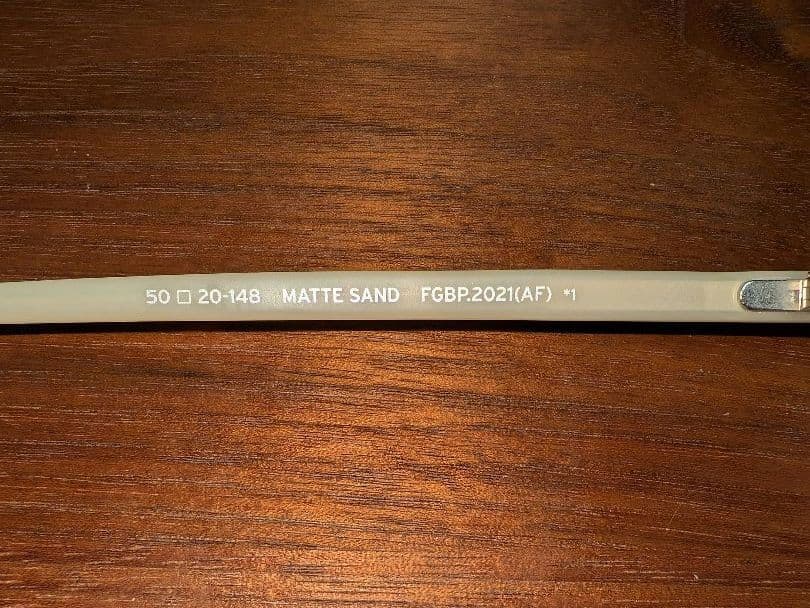 50 □ 20-148 MATTE SAND FGBP.2021(AF) *1